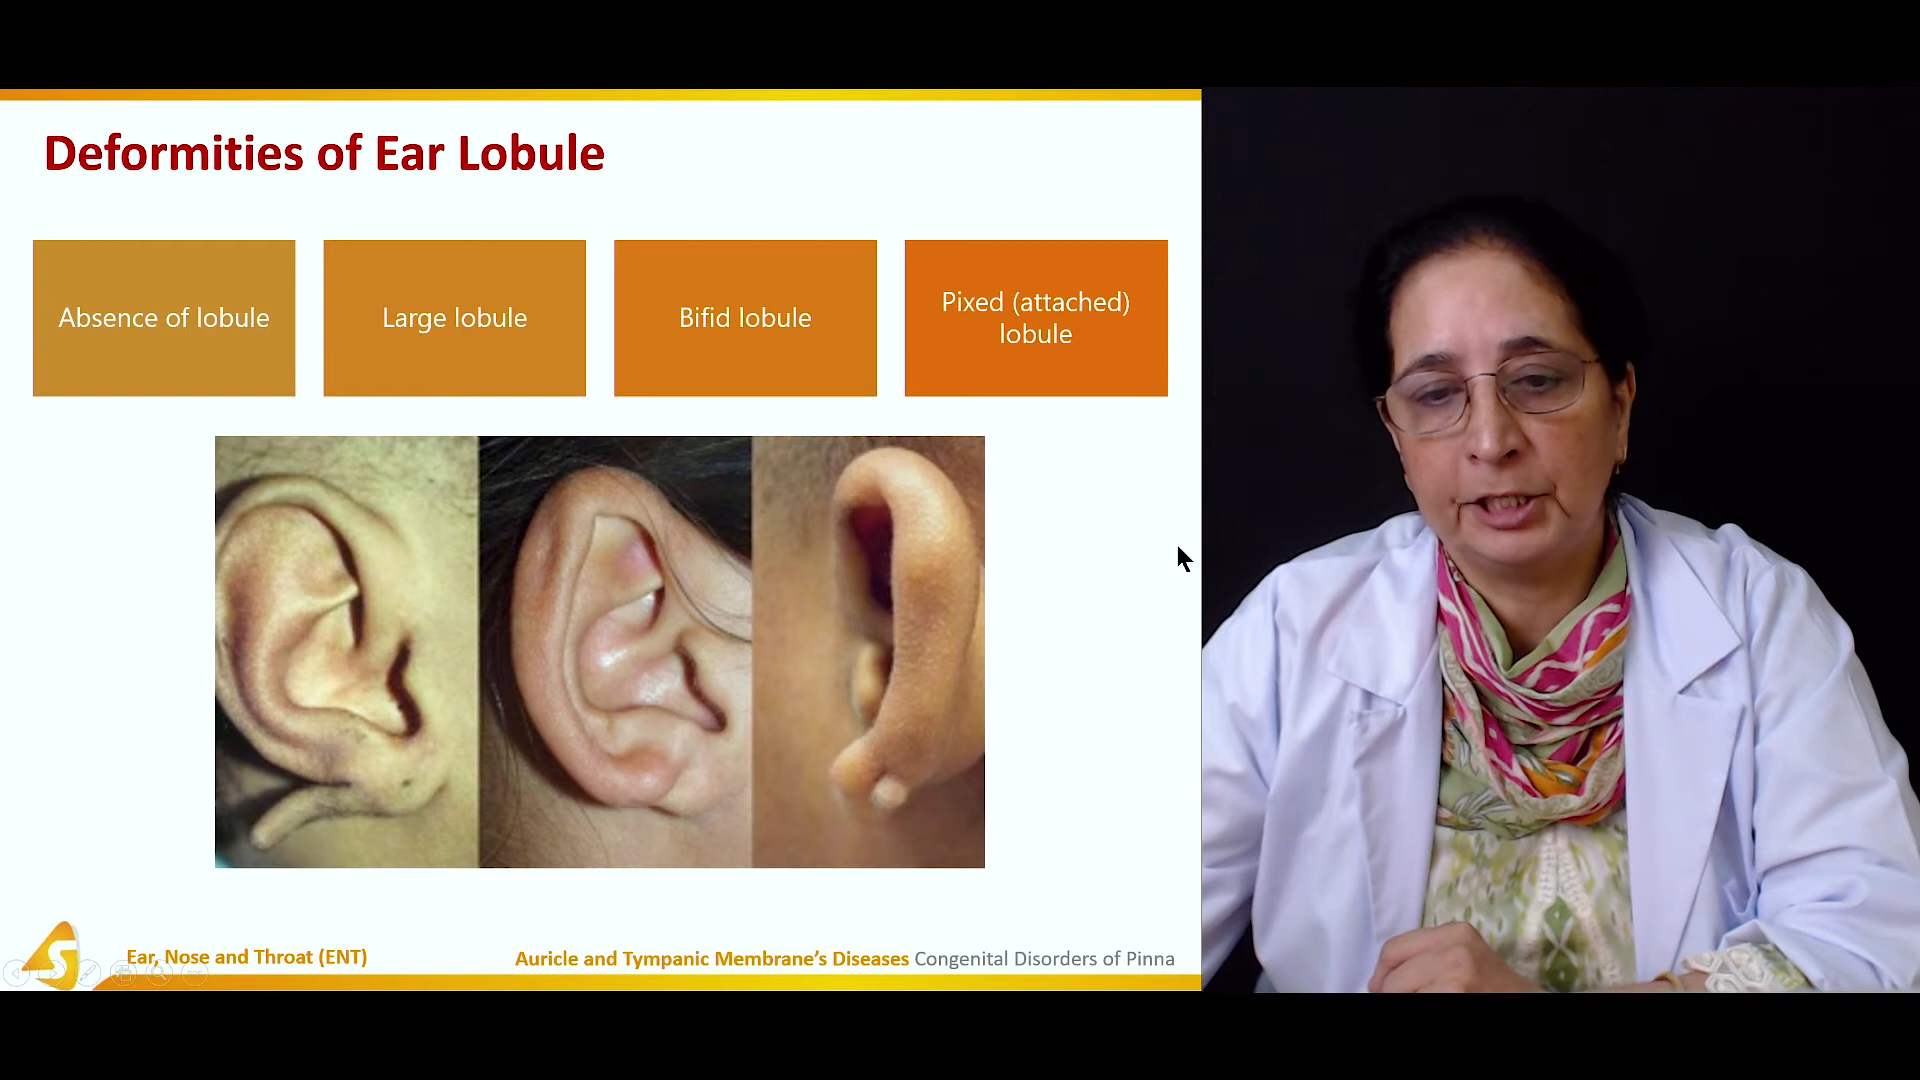 Deformities of Ear Lobule
Absence of lobule
Large lobule
Bifid lobule
Pixed (attached)
lobule
Ear, Nose and Throat (ENT)
Auricle and Tympanic Membrane’s Diseases Congenital Disorders of Pinna